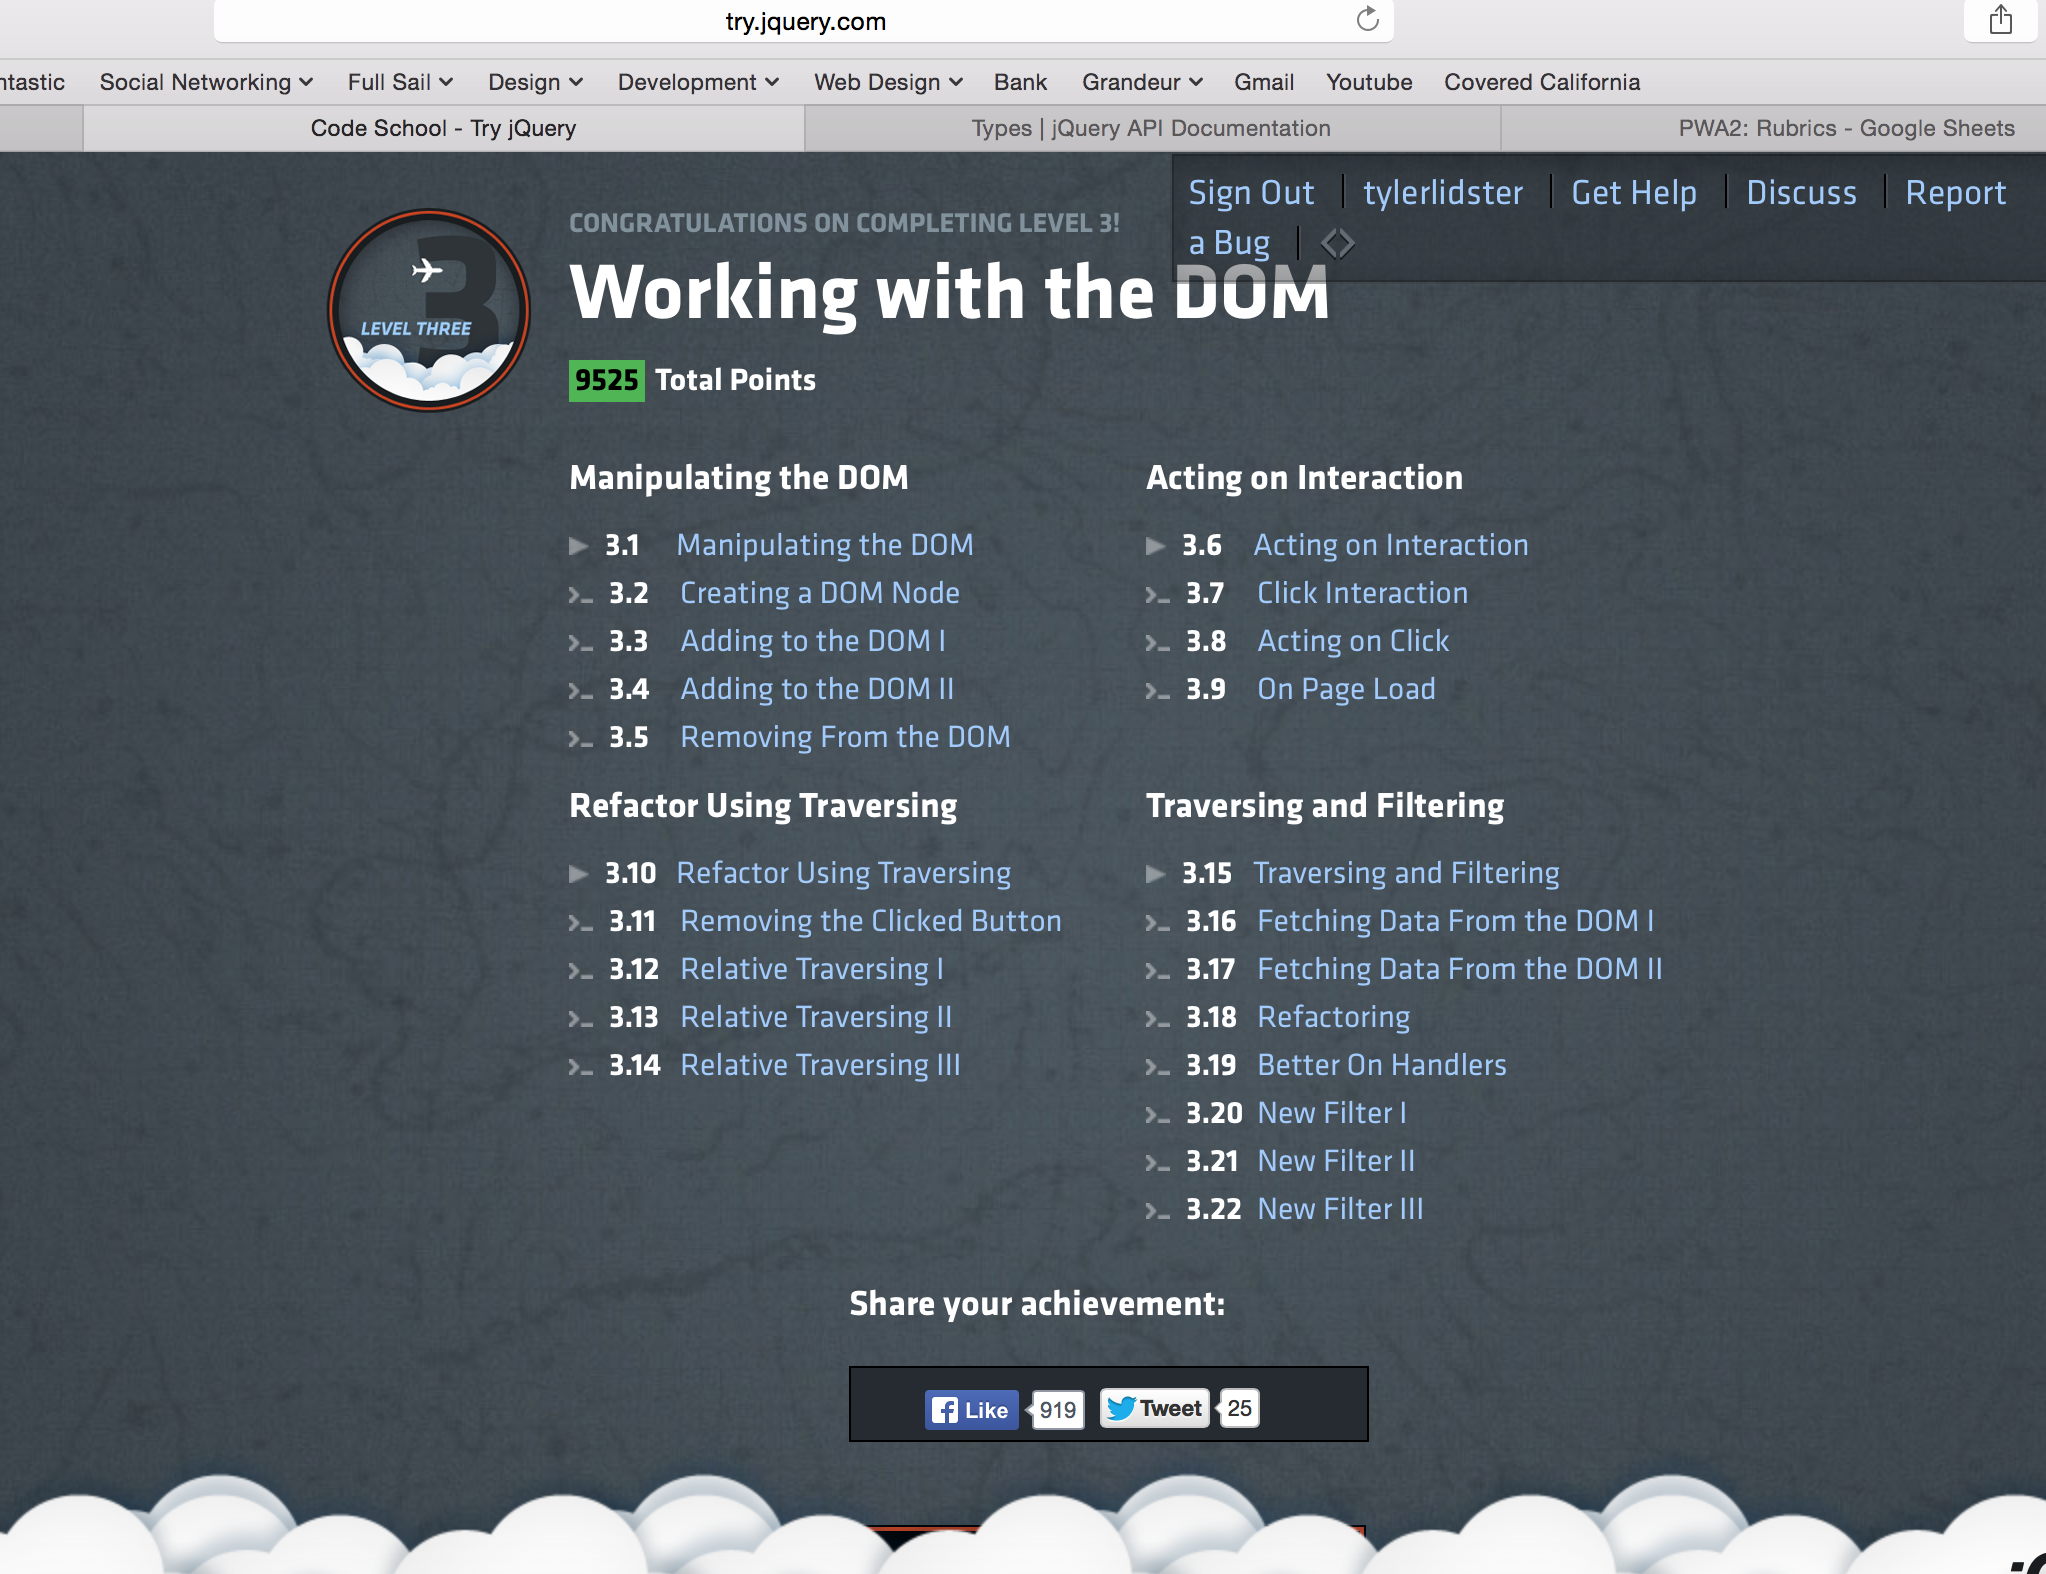 try.jquery.com
ntastic Social Networking Full Sail Design Development Web Design Bank Grandeur Gmail Youtube Covered California
Code School - Try jQuery Types | jQuery API Documentation PWA2: Rubrics - Google Sheets
Sign Out tylerlidster Get Help Discuss Report
a Bug
3
LEVEL THREE
CONGRATULATIONS ON COMPLETING LEVEL 3!
Working with the DOM
9525 Total Points
Manipulating the DOM
3.1 Manipulating the DOM
3.2 Creating a DOM Node
3.3 Adding to the DOM I
3.4 Adding to the DOM II
3.5 Removing From the DOM
Acting on Interaction
3.6 Acting on Interaction
3.7 Click Interaction
3.8 Acting on Click
3.9 On Page Load
Refactor Using Traversing
3.10 Refactor Using Traversing
3.11 Removing the Clicked Button
3.12 Relative Traversing I
3.13 Relative Traversing II
3.14 Relative Traversing III
Traversing and Filtering
3.15 Traversing and Filtering
3.16 Fetching Data From the DOM I
3.17 Fetching Data From the DOM II
3.18 Refactoring
3.19 Better On Handlers
3.20 New Filter I
3.21 New Filter II
3.22 New Filter III
Share your achievement:
Like 919 Tweet 25